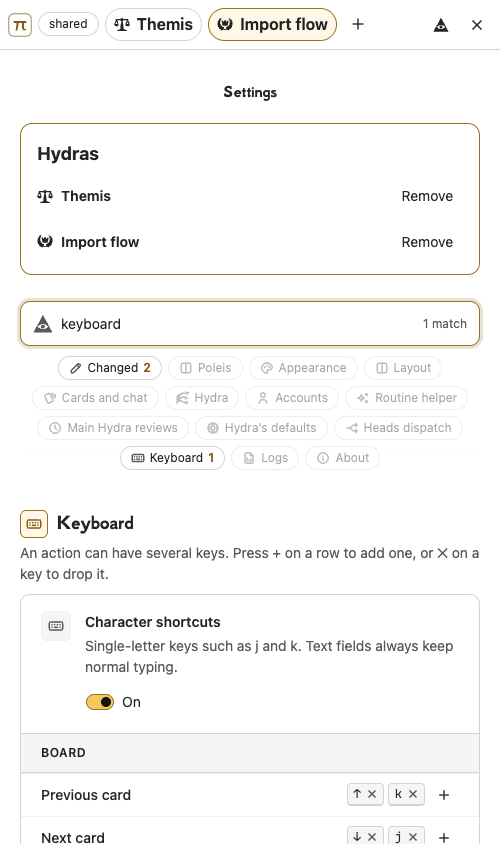 π shared Themis Import flow +
Settings
Hydras
Themis Remove
Import flow Remove
keyboard 1 match
Changed 2 Poleis Appearance Layout
Cards and chat Hydra Accounts Routine helper
Main Hydra reviews Hydra's defaults Heads dispatch
Keyboard 1 Logs About
Keyboard
An action can have several keys. Press + on a row to add one, or × on a
key to drop it.
Character shortcuts
Single-letter keys such as j and k. Text fields always keep
normal typing.
On
BOARD
Previous card ↑ × k × +
Next card ↓ × j × +